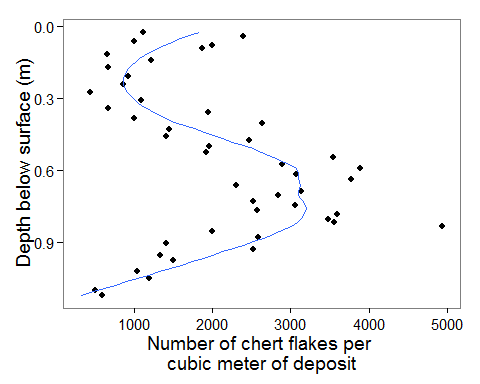 0.0
0.3
0.6
0.9
Depth below surface (m)
1000 2000 3000 4000 5000
Number of chert flakes per
cubic meter of deposit